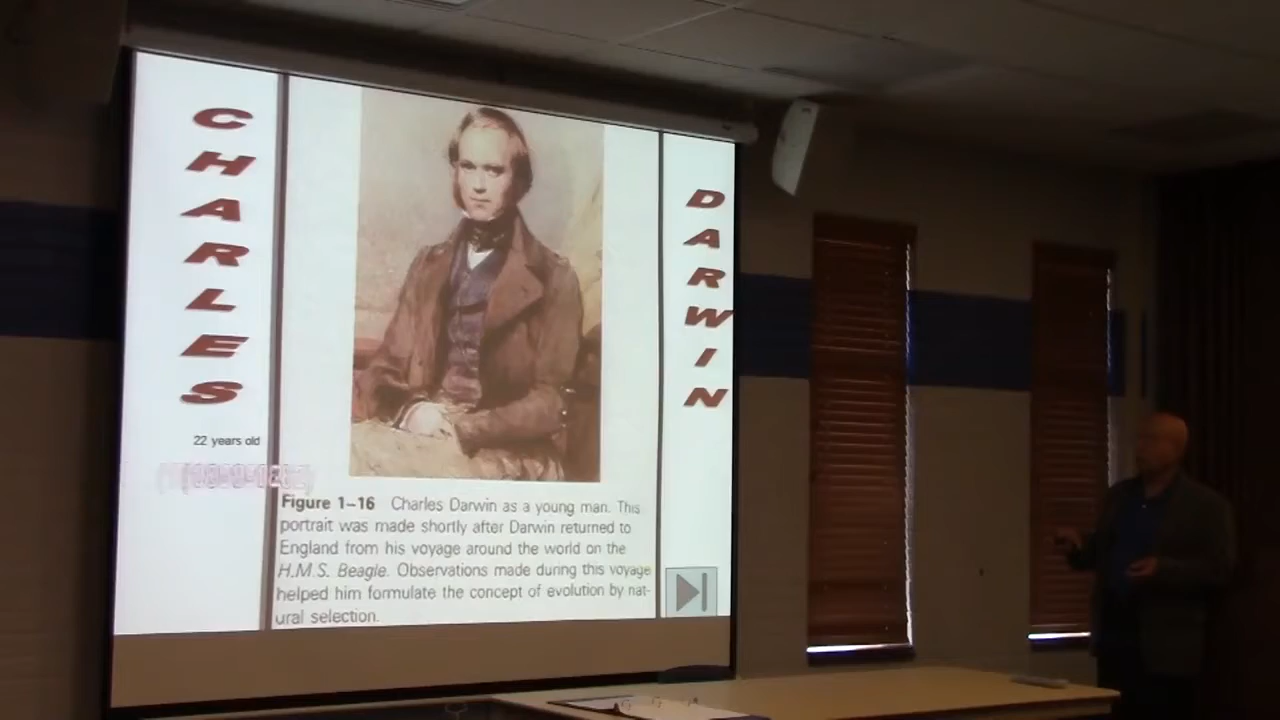 CHARLES
22 years old
DARWIN
Figure 1–16 Charles Darwin as a young man. This
portrait was made shortly after Darwin returned to
England from his voyage around the world on the
H.M.S. Beagle. Observations made during this voyage
helped him formulate the concept of evolution by nat-
ural selection.